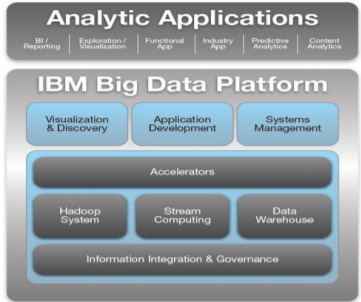 Analytic Applications
BI / Reporting
Exploration / Visualization
Functional App
Industry App
Predictive Analytics
Content Analytics
IBM Big Data Platform
Visualization & Discovery
Application Development
Systems Management
Accelerators
Hadoop System
Stream Computing
Data Warehouse
Information Integration & Governance